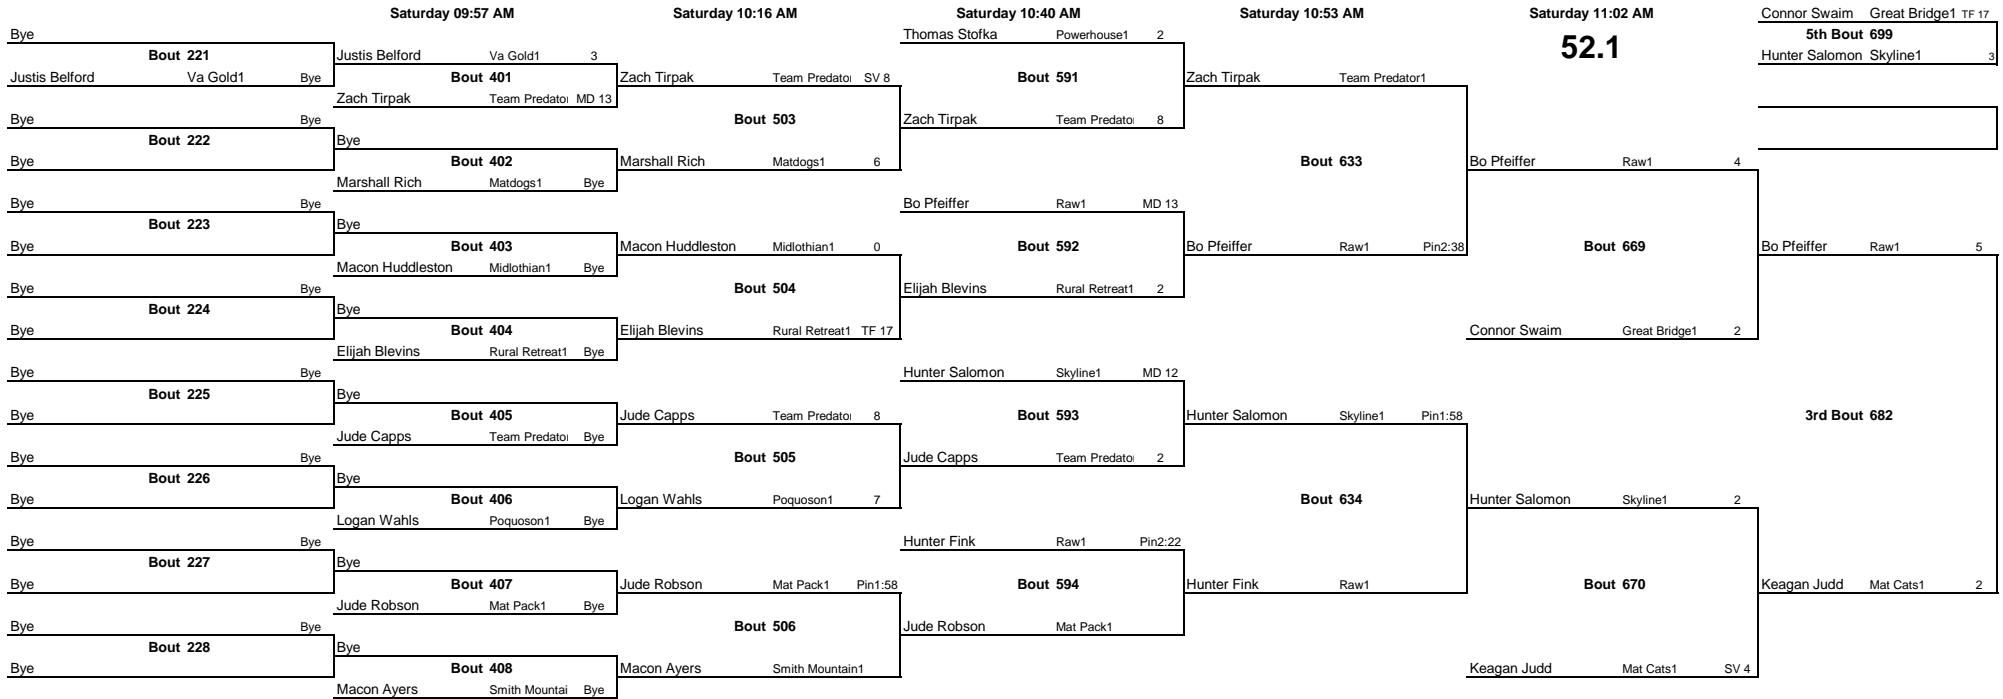 Saturday 09:57 AM Saturday 10:16 AM Saturday 10:40 AM Saturday 10:53 AM Saturday 11:02 AM Connor Swaim Great Bridge1 TF 17
Bye Thomas Stofka Powerhouse1 2 52.1 5th Bout 699
Bout 221 Justis Belford Va Gold1 3 Hunter Salomon Skyline1 3
Justis Belford Va Gold1 Bye Bout 401 Zach Tirpak Team Predator SV 8 Bout 591 Zach Tirpak Team Predator1
Zach Tirpak Team Predator MD 13
Bye Bye Bout 503 Zach Tirpak Team Predator 8
Bout 222 Bye
Bye Bout 402 Marshall Rich Matdogs1 6 Bout 633 Bo Pfeiffer Raw1 4
Marshall Rich Matdogs1 Bye
Bye Bye Bo Pfeiffer Raw1 MD 13
Bout 223 Bye
Bye Bout 403 Macon Huddleston Midlothian1 0 Bout 592 Bo Pfeiffer Raw1 Pin2:38 Bout 669 Bo Pfeiffer Raw1 5
Macon Huddleston Midlothian1 Bye
Bye Bye Bout 504 Elijah Blevins Rural Retreat1 2
Bout 224 Bye
Bye Bout 404 Elijah Blevins Rural Retreat1 TF 17 Connor Swaim Great Bridge1 2
Elijah Blevins Rural Retreat1 Bye
Bye Bye Hunter Salomon Skyline1 MD 12
Bout 225 Bye
Bye Bout 405 Jude Capps Team Predator 8 Bout 593 Hunter Salomon Skyline1 Pin1:58 3rd Bout 682
Jude Capps Team Predator Bye
Bye Bye Bout 505 Jude Capps Team Predator 2
Bout 226 Bye
Bye Bout 406 Logan Wahls Poquoson1 7 Bout 634 Hunter Salomon Skyline1 2
Logan Wahls Poquoson1 Bye
Bye Bye Hunter Fink Raw1 Pin2:22
Bout 227 Bye
Bye Bout 407 Jude Robson Mat Pack1 Pin1:58 Bout 594 Hunter Fink Raw1 Bout 670 Keagan Judd Mat Cats1 2
Jude Robson Mat Pack1 Bye
Bye Bye Bout 506 Jude Robson Mat Pack1
Bout 228 Bye
Bye Bout 408 Macon Ayers Smith Mountain1 Keagan Judd Mat Cats1 SV 4
Macon Ayers Smith Mountai Bye